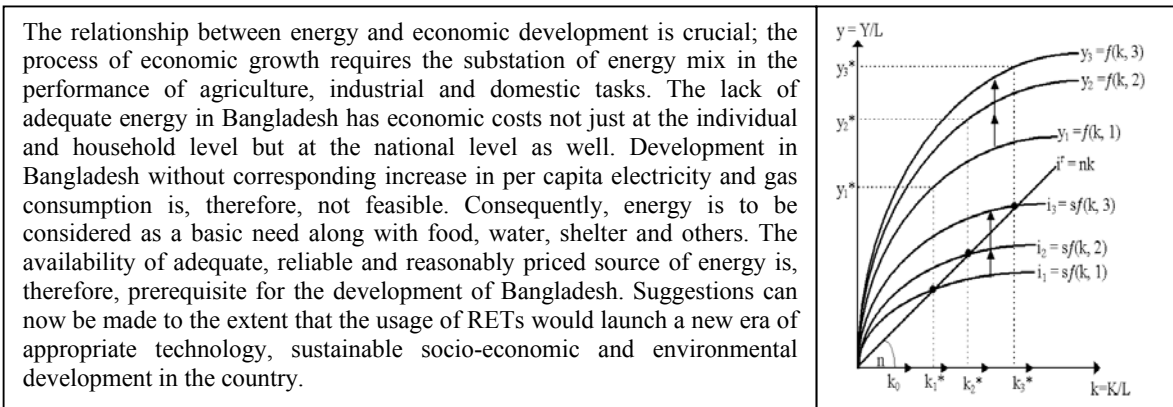 The relationship between energy and economic development is crucial; the
process of economic growth requires the substation of energy mix in the
performance of agriculture, industrial and domestic tasks. The lack of
adequate energy in Bangladesh has economic costs not just at the individual
and household level but at the national level as well. Development in
Bangladesh without corresponding increase in per capita electricity and gas
consumption is, therefore, not feasible. Consequently, energy is to be
considered as a basic need along with food, water, shelter and others. The
availability of adequate, reliable and reasonably priced source of energy is,
therefore, prerequisite for the development of Bangladesh. Suggestions can
now be made to the extent that the usage of RETs would launch a new era of
appropriate technology, sustainable socio-economic and environmental
development in the country.
y = Y/L
y₃ = f(k, 3)
y₃*
y₂ = f(k, 2)
y₂*
y₁ = f(k, 1)
iʳ = nk
y₁*
i₃ = sf(k, 3)
i₂ = sf(k, 2)
i₁ = sf(k, 1)
n
k₀ k₁* k₂* k₃*
k=K/L